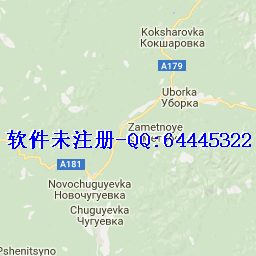 Koksharovka
Кокшаровка
A179
Uborka
Уборка
Zametnoye
软件未注册-QQ:64445322
A181
Novochuguyevka
Новочугуевка
Chuguyevka
Чугуевка
Pshenitsyno